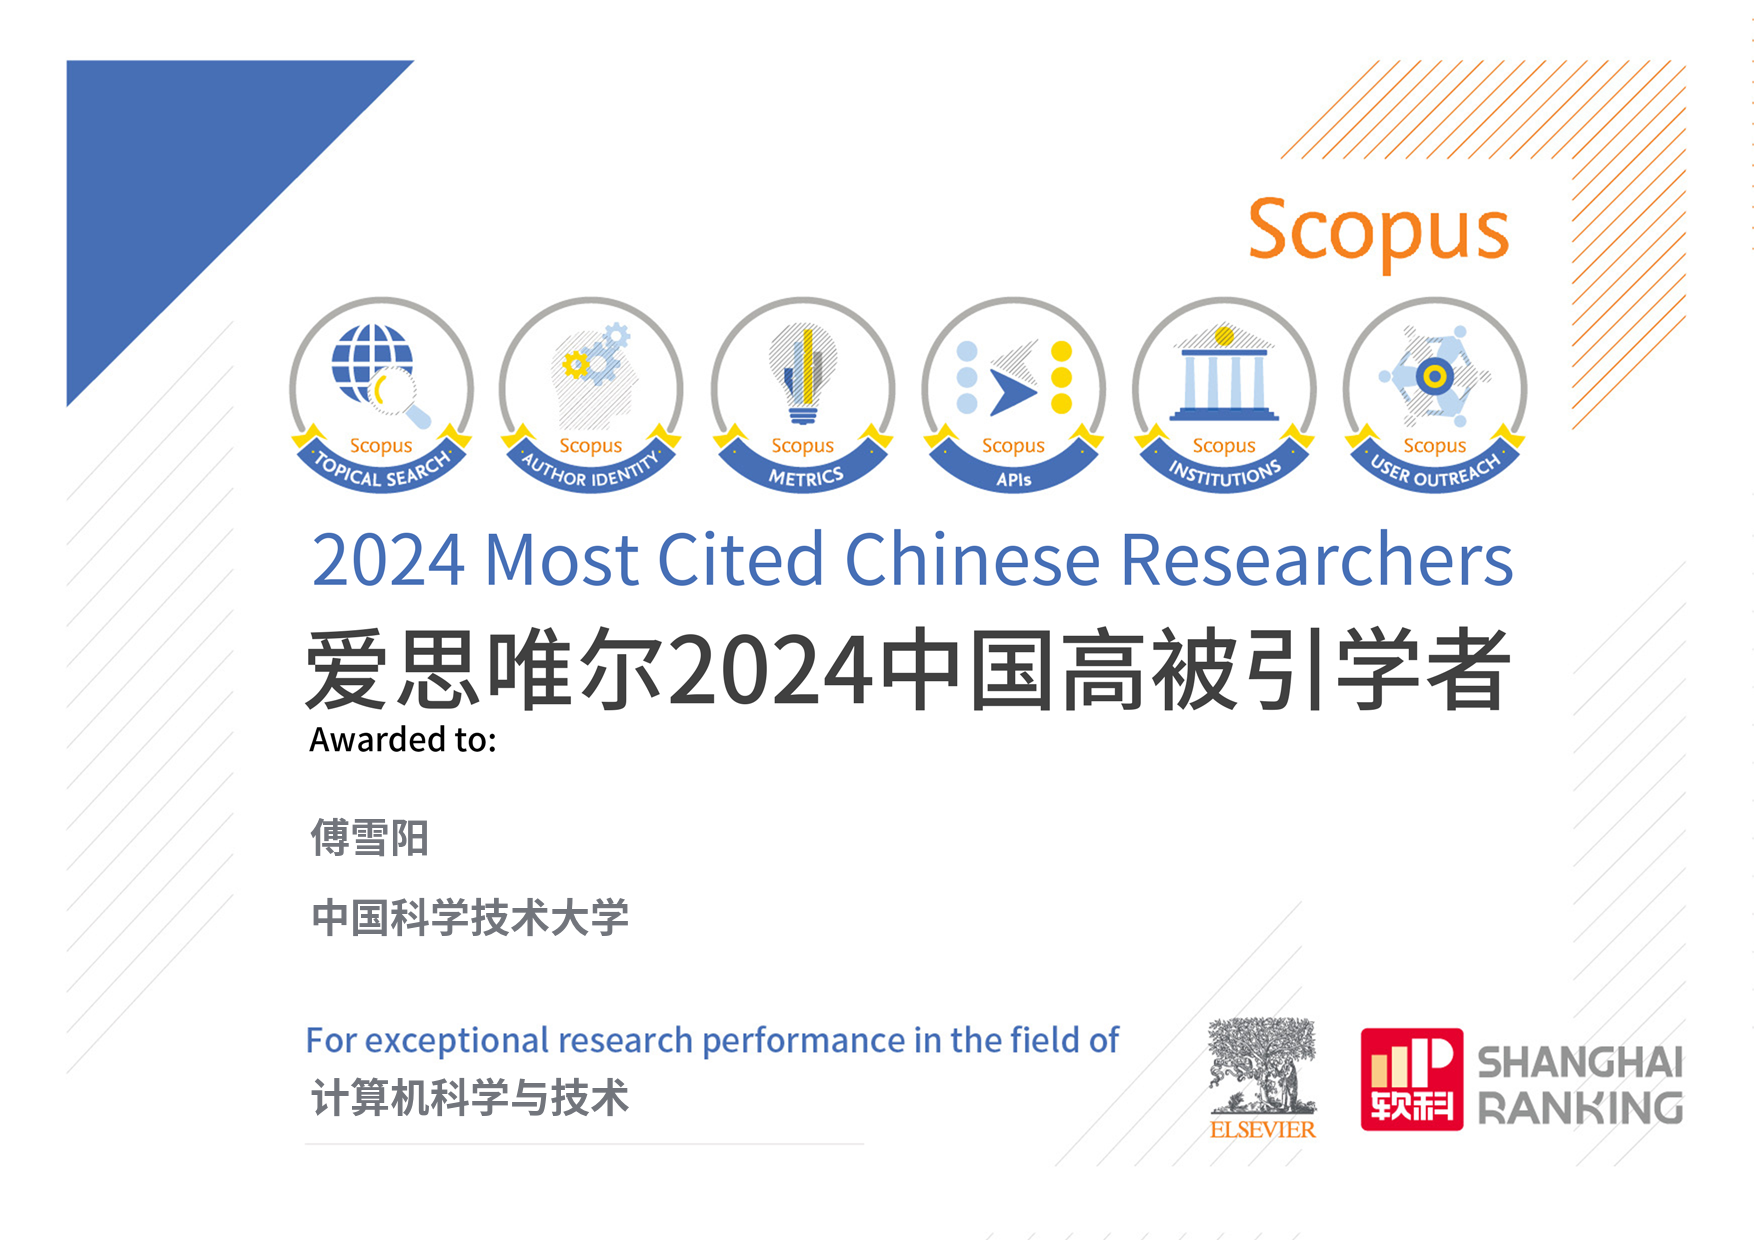 Scopus
Scopus
TOPICAL SEARCH
Scopus
AUTHOR IDENTITY
Scopus
METRICS
Scopus
APIs
Scopus
INSTITUTIONS
Scopus
USER OUTREACH
2024 Most Cited Chinese Researchers
爱思唯尔2024中国高被引学者
Awarded to:
傅雪阳
中国科学技术大学
For exceptional research performance in the field of
计算机科学与技术
ELSEVIER
软科
SHANGHAI
RANKING